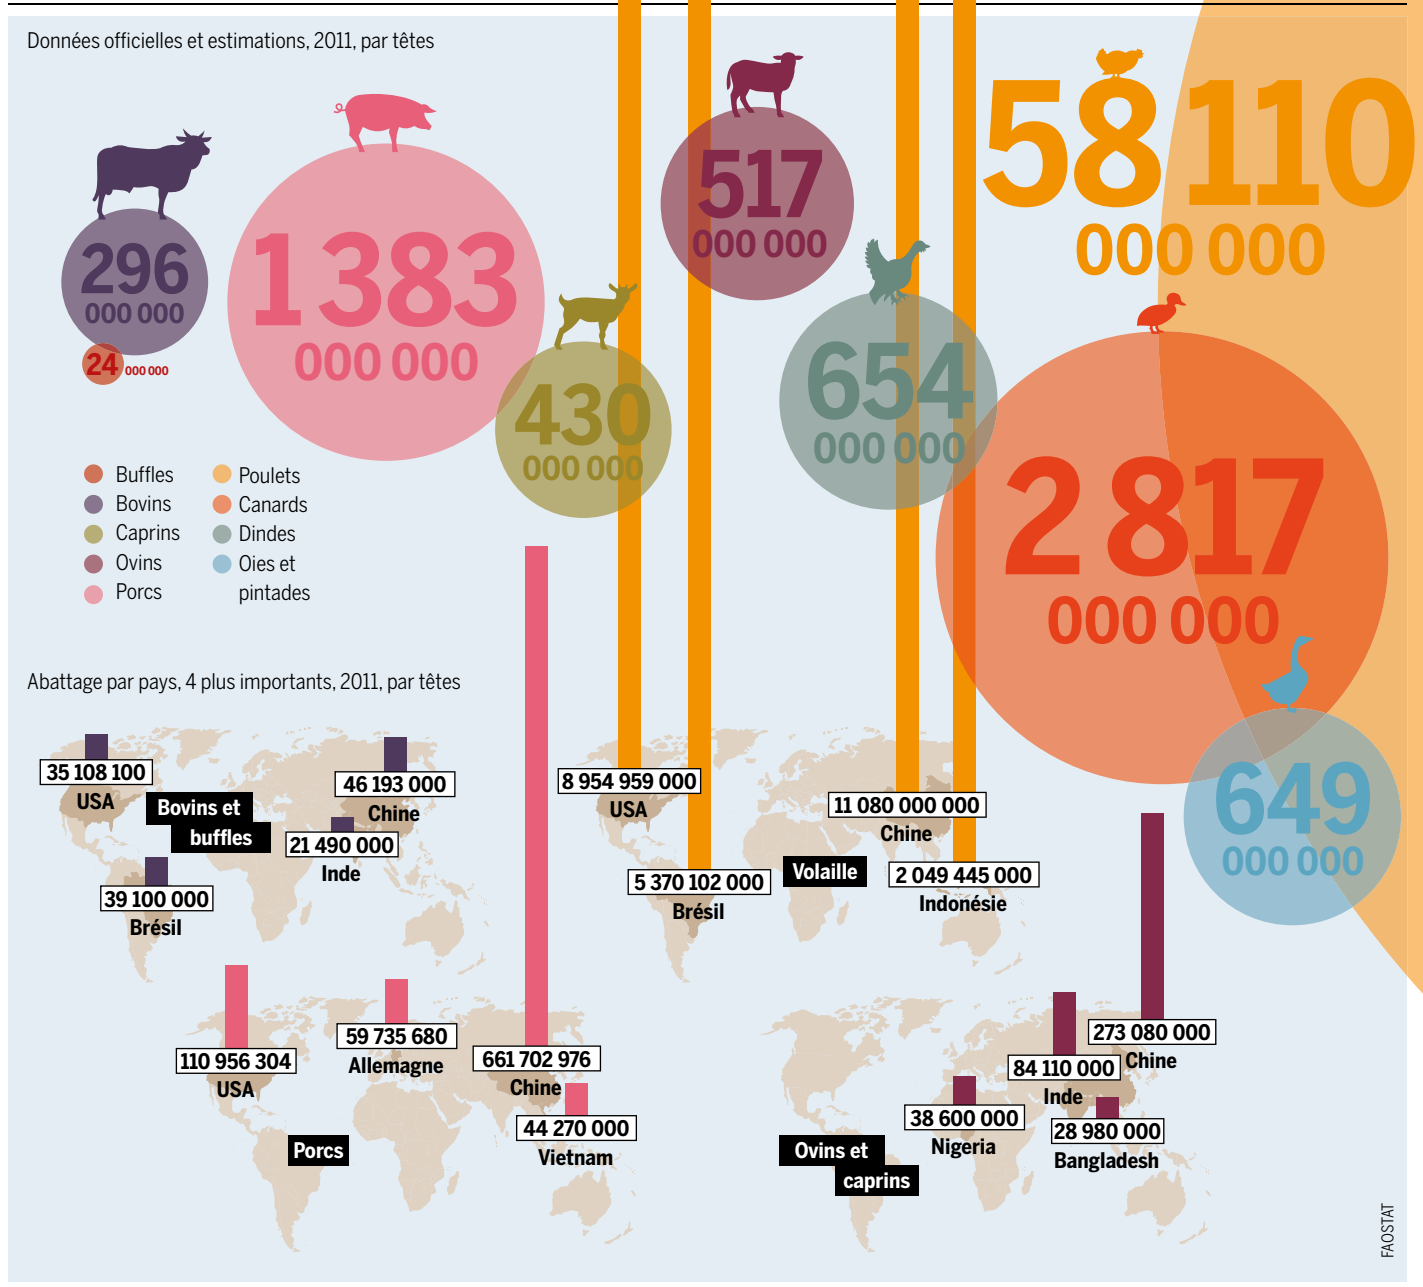 Données officielles et estimations, 2011, par têtes
296
000 000
24 000 000
1 383
000 000
430
000 000
517
000 000
654
000 000
58 110
000 000
2 817
000 000
649
000 000
Buffles
Bovins
Caprins
Ovins
Porcs
Poulets
Canards
Dindes
Oies et
pintades
Abattage par pays, 4 plus importants, 2011, par têtes
35 108 100
USA
Bovins et
buffles
46 193 000
Chine
21 490 000
Inde
39 100 000
Brésil
8 954 959 000
USA
11 080 000 000
Chine
Volaille
5 370 102 000
Brésil
2 049 445 000
Indonésie
110 956 304
USA
59 735 680
Allemagne
661 702 976
Chine
44 270 000
Vietnam
Porcs
273 080 000
Chine
84 110 000
Inde
38 600 000
Nigeria
28 980 000
Bangladesh
Ovins et
caprins
FAOSTAT